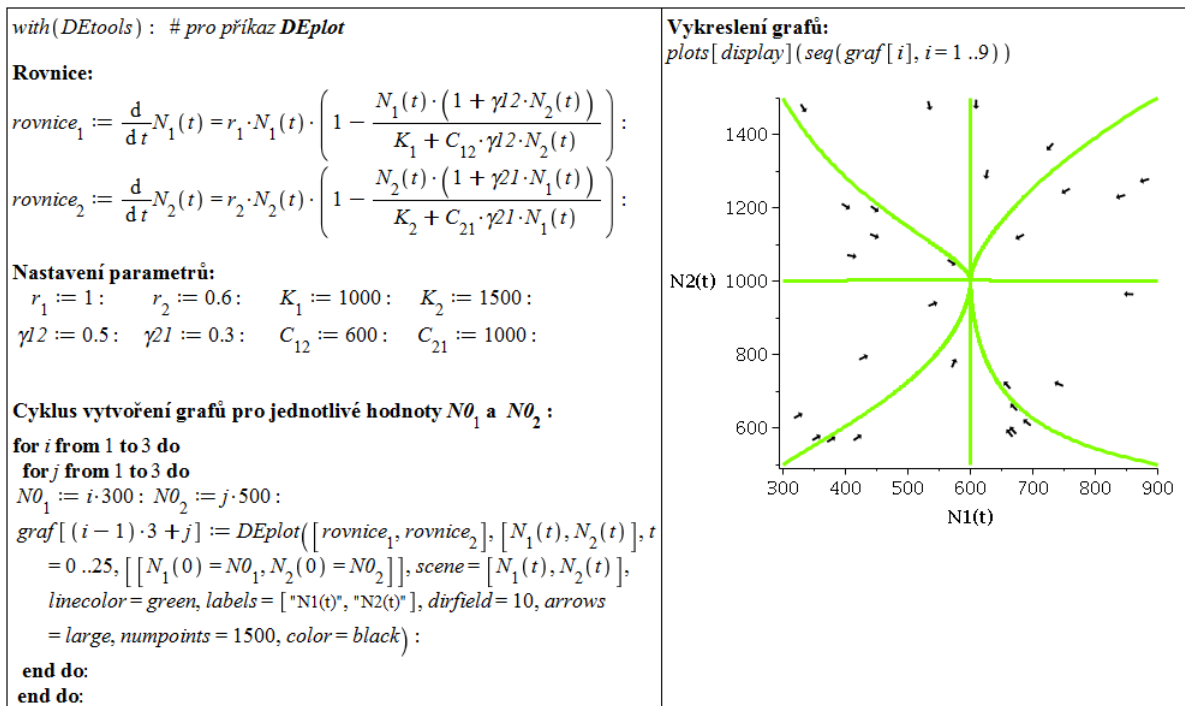 with(DEtools) : # pro příkaz DEplot
Rovnice:
rovnice₁ := d/dt N₁(t) = r₁·N₁(t)·(1 − N₁(t)·(1 + γ12·N₂(t)) / (K₁ + C₁₂·γ12·N₂(t))) :
rovnice₂ := d/dt N₂(t) = r₂·N₂(t)·(1 − N₂(t)·(1 + γ21·N₁(t)) / (K₂ + C₂₁·γ21·N₁(t))) :
Nastavení parametrů:
r₁ := 1 : r₂ := 0.6 : K₁ := 1000 : K₂ := 1500 :
γ12 := 0.5 : γ21 := 0.3 : C₁₂ := 600 : C₂₁ := 1000 :
Cyklus vytvoření grafů pro jednotlivé hodnoty N0₁ a N0₂ :
for i from 1 to 3 do
for j from 1 to 3 do
N0₁ := i·300 : N0₂ := j·500 :
graf[(i − 1)·3 + j] := DEplot([rovnice₁, rovnice₂], [N₁(t), N₂(t)], t
= 0 ..25, [[N₁(0) = N0₁, N₂(0) = N0₂]], scene = [N₁(t), N₂(t)],
linecolor = green, labels = ["N1(t)", "N2(t)"], dirfield = 10, arrows
= large, numpoints = 1500, color = black) :
end do:
end do:
Vykreslení grafů:
plots[display](seq(graf[i], i = 1 ..9))
1400
1200
N2(t) 1000
800
600
300 400 500 600 700 800 900
N1(t)